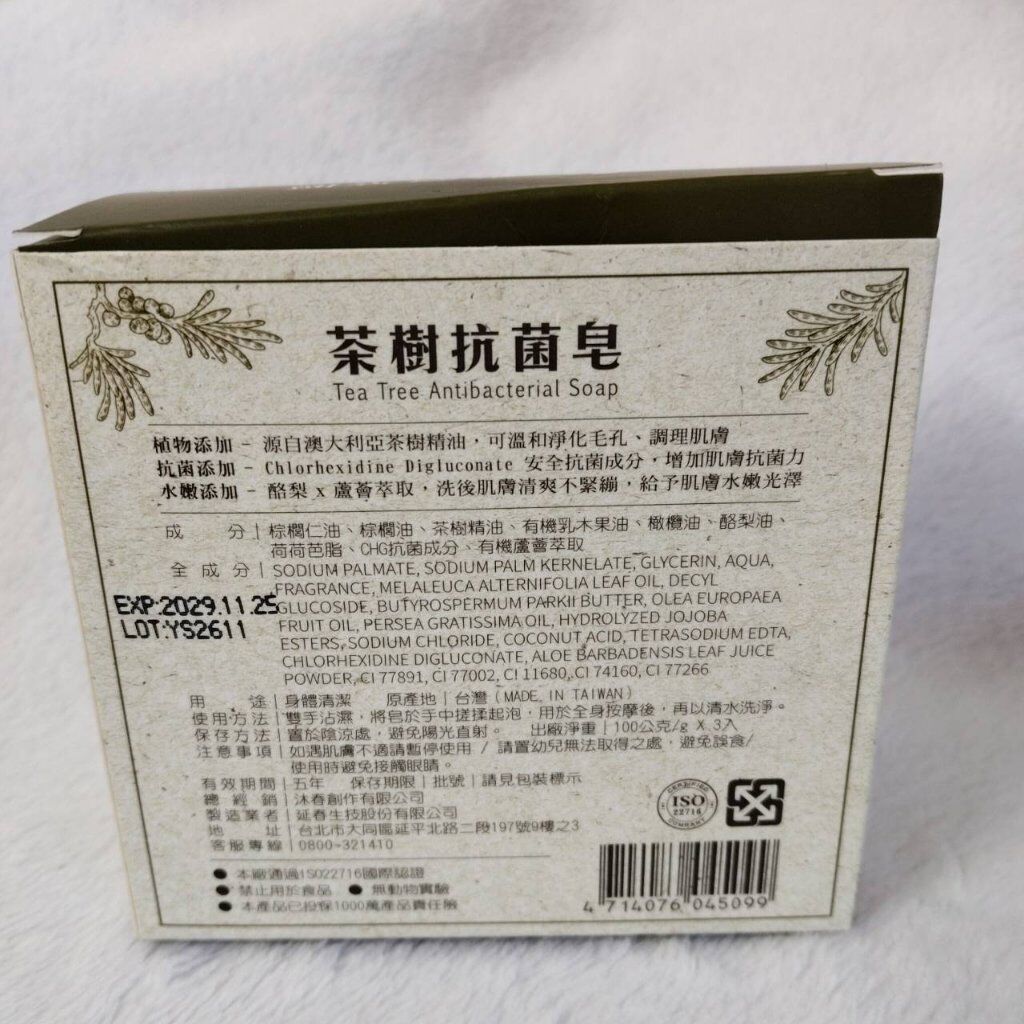 茶樹抗菌皂
Tea Tree Antibacterial Soap
植物添加 - 源自澳大利亞茶樹精油，可溫和淨化毛孔、調理肌膚
抗菌添加 - Chlorhexidine Digluconate 安全抗菌成分，增加肌膚抗菌力
水嫩添加 - 酪梨 x 蘆薈萃取，洗後肌膚清爽不緊繃，給予肌膚水嫩光澤
成分｜棕櫚仁油、棕櫚油、茶樹精油、有機乳木果油、橄欖油、酪梨油、
荷荷芭脂、CHG抗菌成分、有機蘆薈萃取
全成分｜SODIUM PALMATE, SODIUM PALM KERNELATE, GLYCERIN, AQUA,
FRAGRANCE, MELALEUCA ALTERNIFOLIA LEAF OIL, DECYL
EXP:2029.11.25
GLUCOSIDE, BUTYROSPERMUM PARKII BUTTER, OLEA EUROPAEA
LOT:YS2611
FRUIT OIL, PERSEA GRATISSIMA OIL, HYDROLYZED JOJOBA
ESTERS, SODIUM CHLORIDE, COCONUT ACID, TETRASODIUM EDTA,
CHLORHEXIDINE DIGLUCONATE, ALOE BARBADENSIS LEAF JUICE
POWDER, CI 77891, CI 77002, CI 11680, CI 74160, CI 77266
用途｜身體清潔 原產地｜台灣（MADE IN TAIWAN）
使用方法｜雙手沾濕，將皂於手中搓揉起泡，用於全身按摩後，再以清水洗淨。
保存方法｜置於陰涼處，避免陽光直射。 出廠淨重｜100公克/g X 3入
注意事項｜如遇肌膚不適請暫停使用 / 請置幼兒無法取得之處，避免誤食/
使用時避免接觸眼睛。
有效期間｜五年 保存期限｜批號｜請見包裝標示
總經銷｜沐春創作有限公司
製造業者｜延春生技股份有限公司
地址｜台北市大同區延平北路二段197號9樓之3
客服專線｜0800-321410
CERTIFIED
ISO
22716
COMPANY
● 本廠通過ISO22716國際認證
● 禁止用於食品 ● 無動物實驗
● 本產品已投保1000萬產品責任險
4 714076 045099